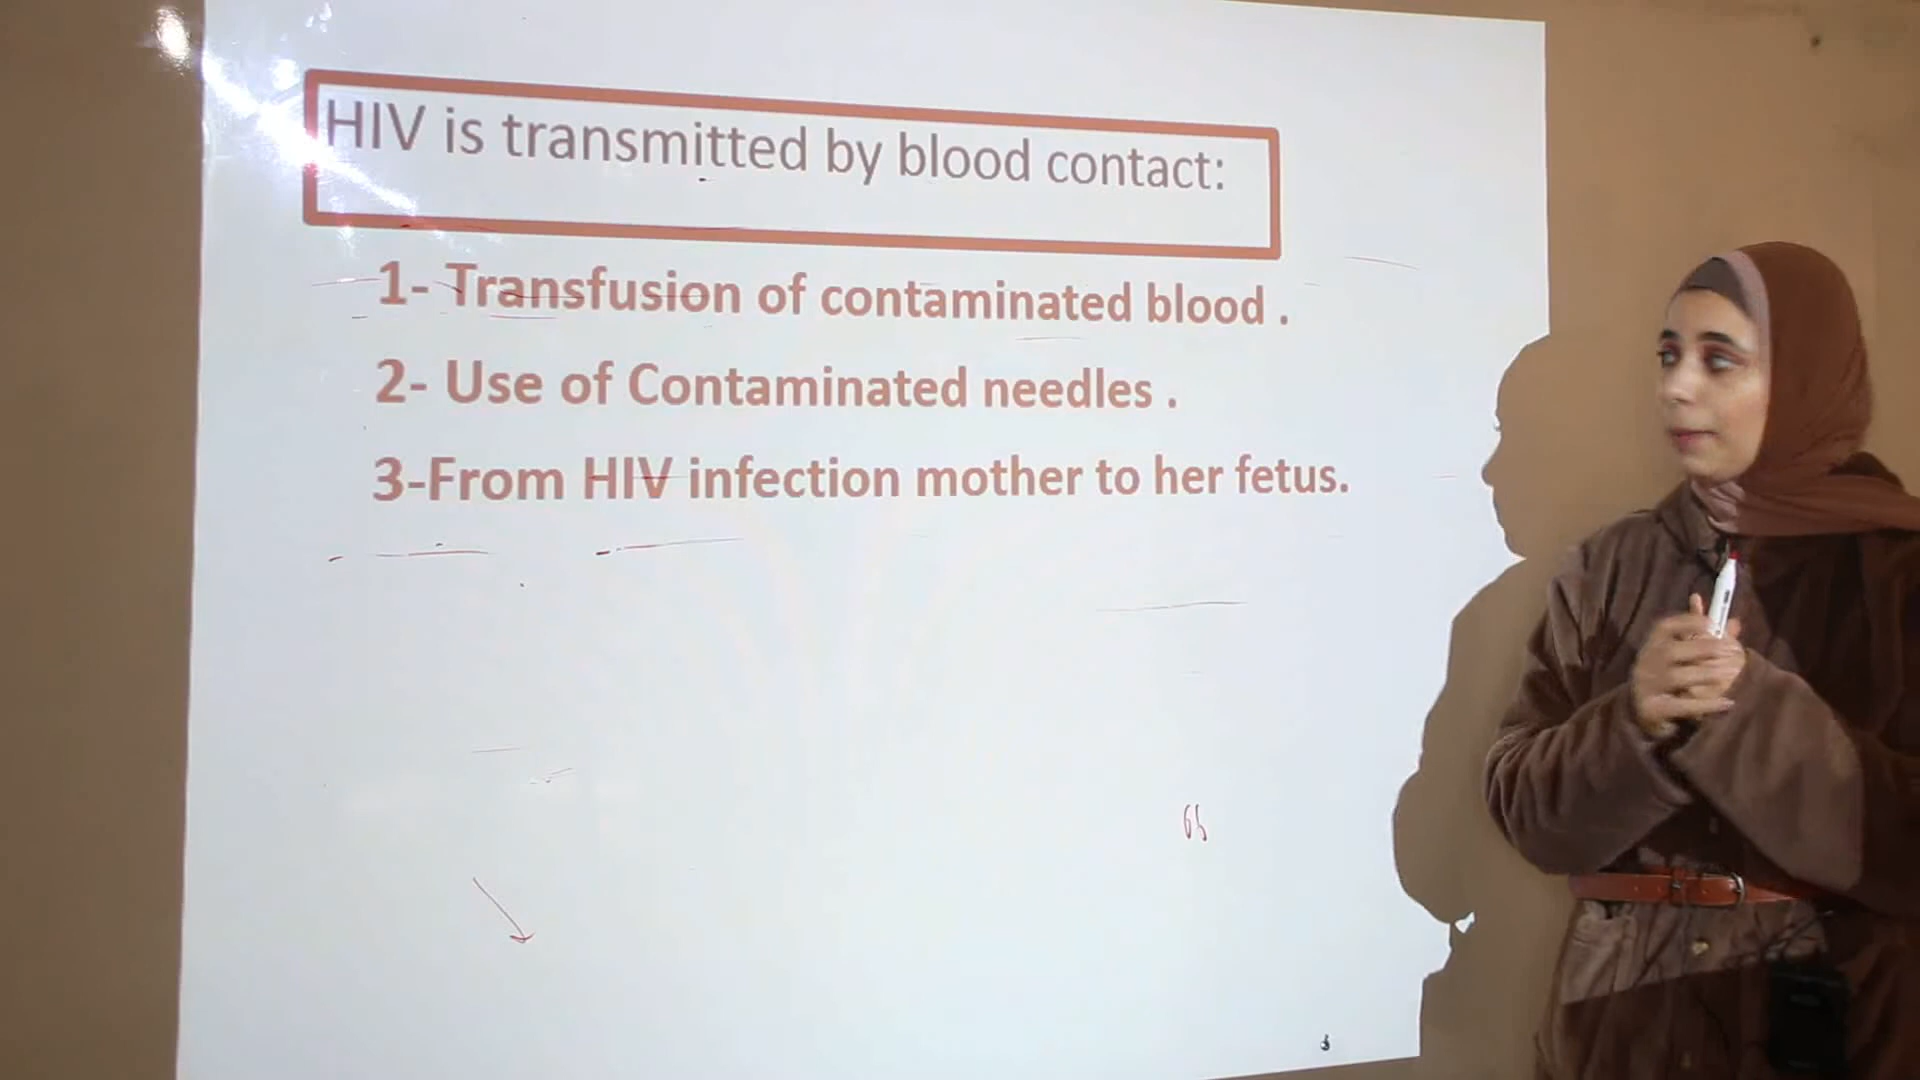 HIV is transmitted by blood contact:
1- Transfusion of contaminated blood .
2- Use of Contaminated needles .
3-From HIV infection mother to her fetus.